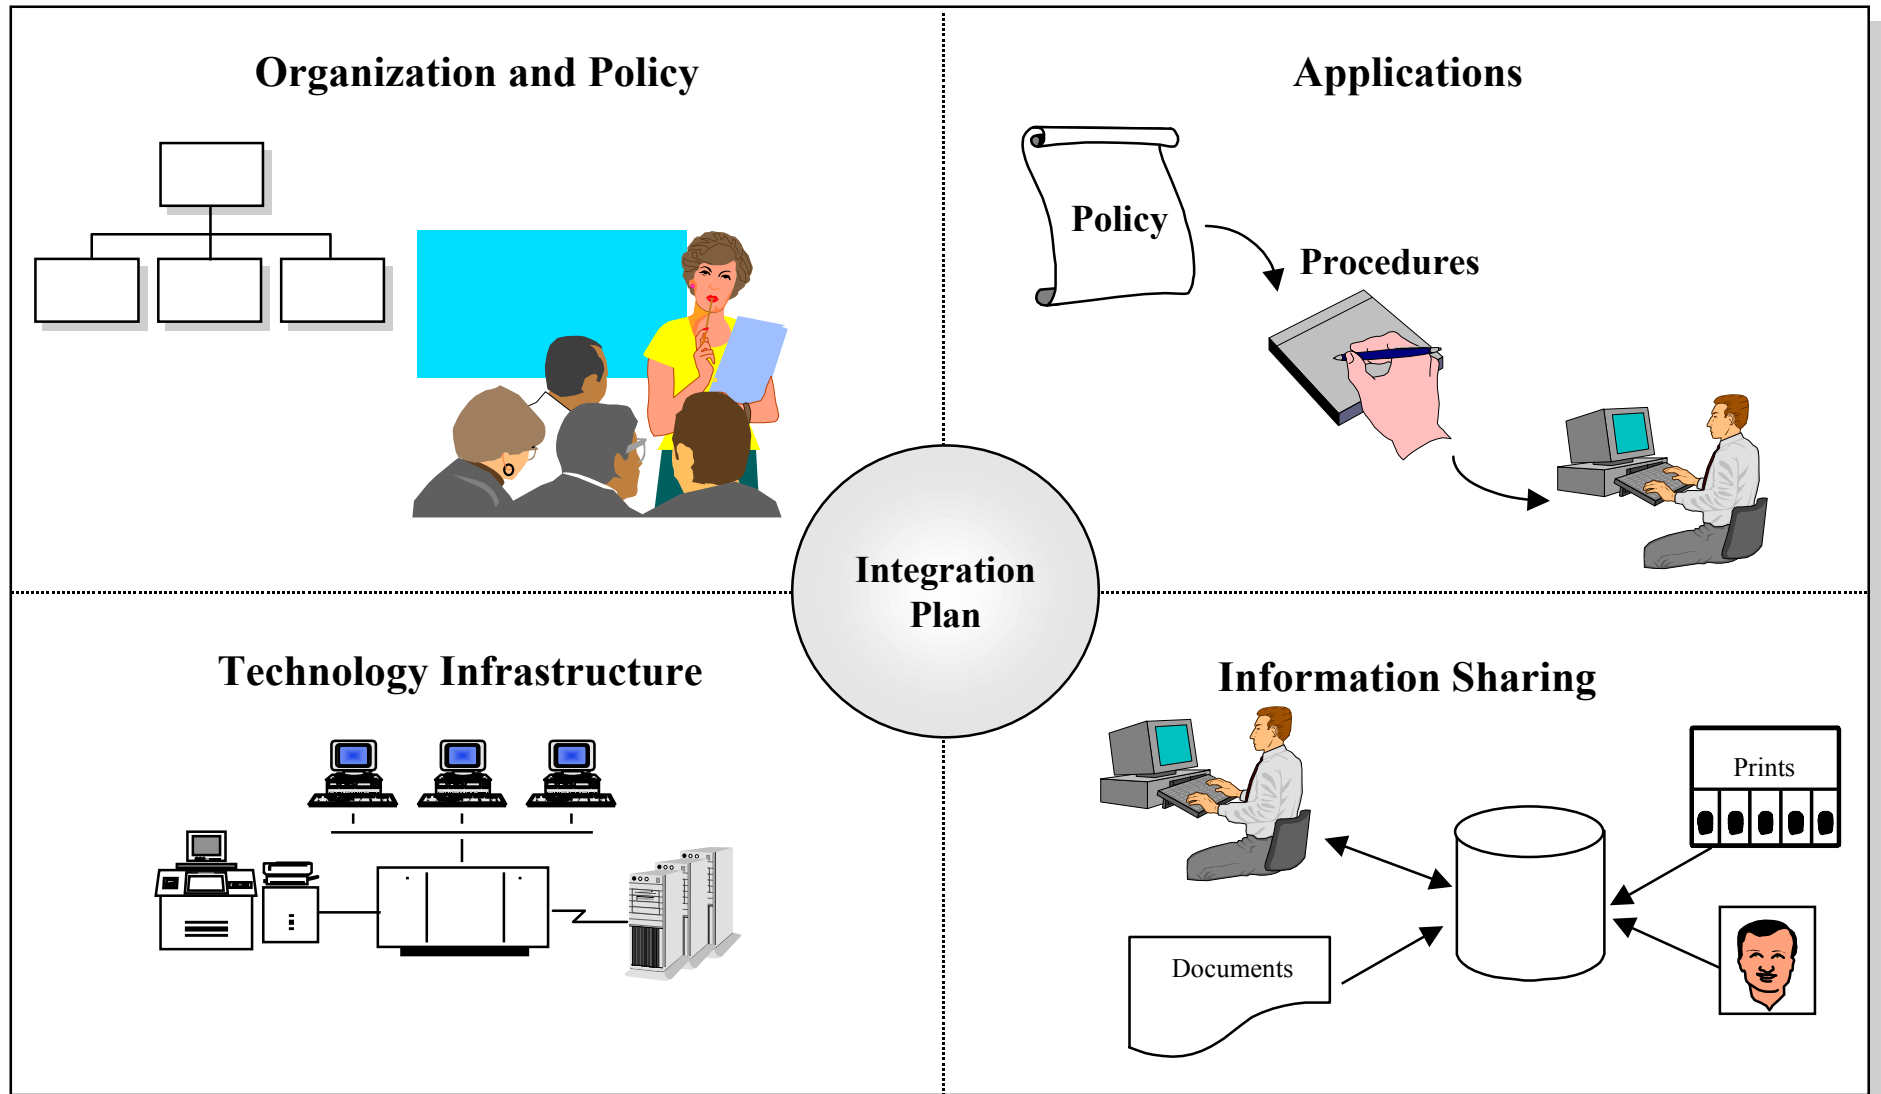 Organization and Policy
Applications
Policy
Procedures
Integration
Plan
Technology Infrastructure
Information Sharing
Prints
Documents